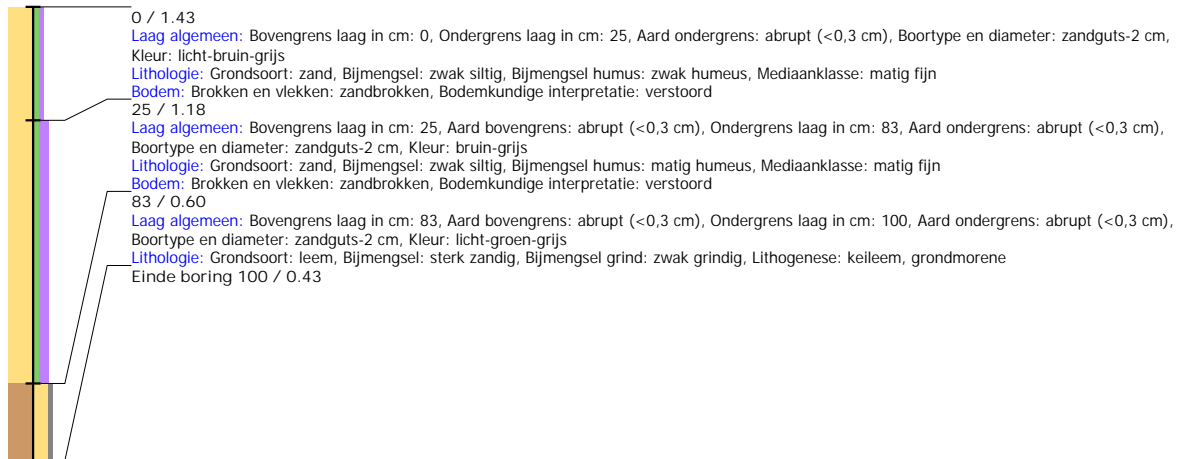 0 / 1.43
Laag algemeen: Bovengrens laag in cm: 0, Ondergrens laag in cm: 25, Aard ondergrens: abrupt (<0,3 cm), Boortype en diameter: zandguts-2 cm,
Kleur: licht-bruin-grijs
Lithologie: Grondsoort: zand, Bijmengsel: zwak siltig, Bijmengsel humus: zwak humeus, Mediaanklasse: matig fijn
Bodem: Brokken en vlekken: zandbrokken, Bodemkundige interpretatie: verstoord
25 / 1.18
Laag algemeen: Bovengrens laag in cm: 25, Aard bovengrens: abrupt (<0,3 cm), Ondergrens laag in cm: 83, Aard ondergrens: abrupt (<0,3 cm),
Boortype en diameter: zandguts-2 cm, Kleur: bruin-grijs
Lithologie: Grondsoort: zand, Bijmengsel: zwak siltig, Bijmengsel humus: matig humeus, Mediaanklasse: matig fijn
Bodem: Brokken en vlekken: zandbrokken, Bodemkundige interpretatie: verstoord
83 / 0.60
Laag algemeen: Bovengrens laag in cm: 83, Aard bovengrens: abrupt (<0,3 cm), Ondergrens laag in cm: 100, Aard ondergrens: abrupt (<0,3 cm),
Boortype en diameter: zandguts-2 cm, Kleur: licht-groen-grijs
Lithologie: Grondsoort: leem, Bijmengsel: sterk zandig, Bijmengsel grind: zwak grindig, Lithogenese: keileem, grondmorene
Einde boring 100 / 0.43